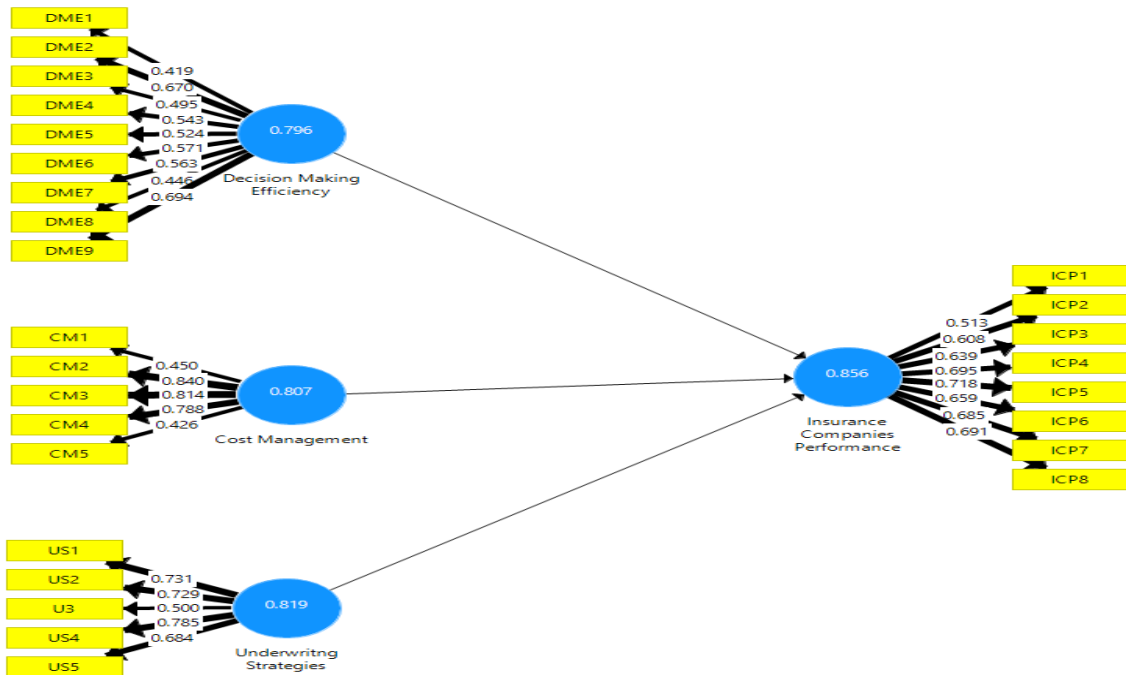 DME1
DME2
DME3
DME4
DME5
DME6
DME7
DME8
DME9
0.419
0.670
0.495
0.543
0.524
0.571
0.563
0.446
0.694
0.796
Decision Making
Efficiency
CM1
CM2
CM3
CM4
CM5
0.450
0.840
0.814
0.788
0.426
0.807
Cost Management
US1
US2
U3
US4
US5
0.731
0.729
0.500
0.785
0.684
0.819
Underwritng
Strategies
0.856
Insurance
Companies
Performance
0.513
0.608
0.639
0.695
0.718
0.659
0.685
0.691
ICP1
ICP2
ICP3
ICP4
ICP5
ICP6
ICP7
ICP8